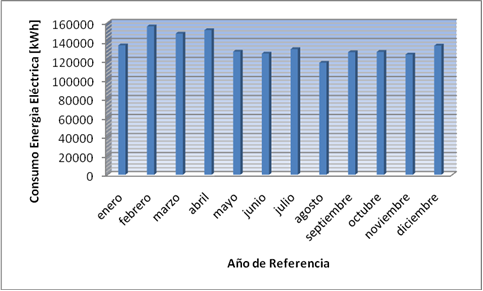 Consumo Energia Eléctrica [kWh]
160000
140000
120000
100000
80000
60000
40000
20000
0
enero
febrero
marzo
abril
mayo
junio
julio
agosto
septiembre
octubre
noviembre
diciembre
Año de Referencia